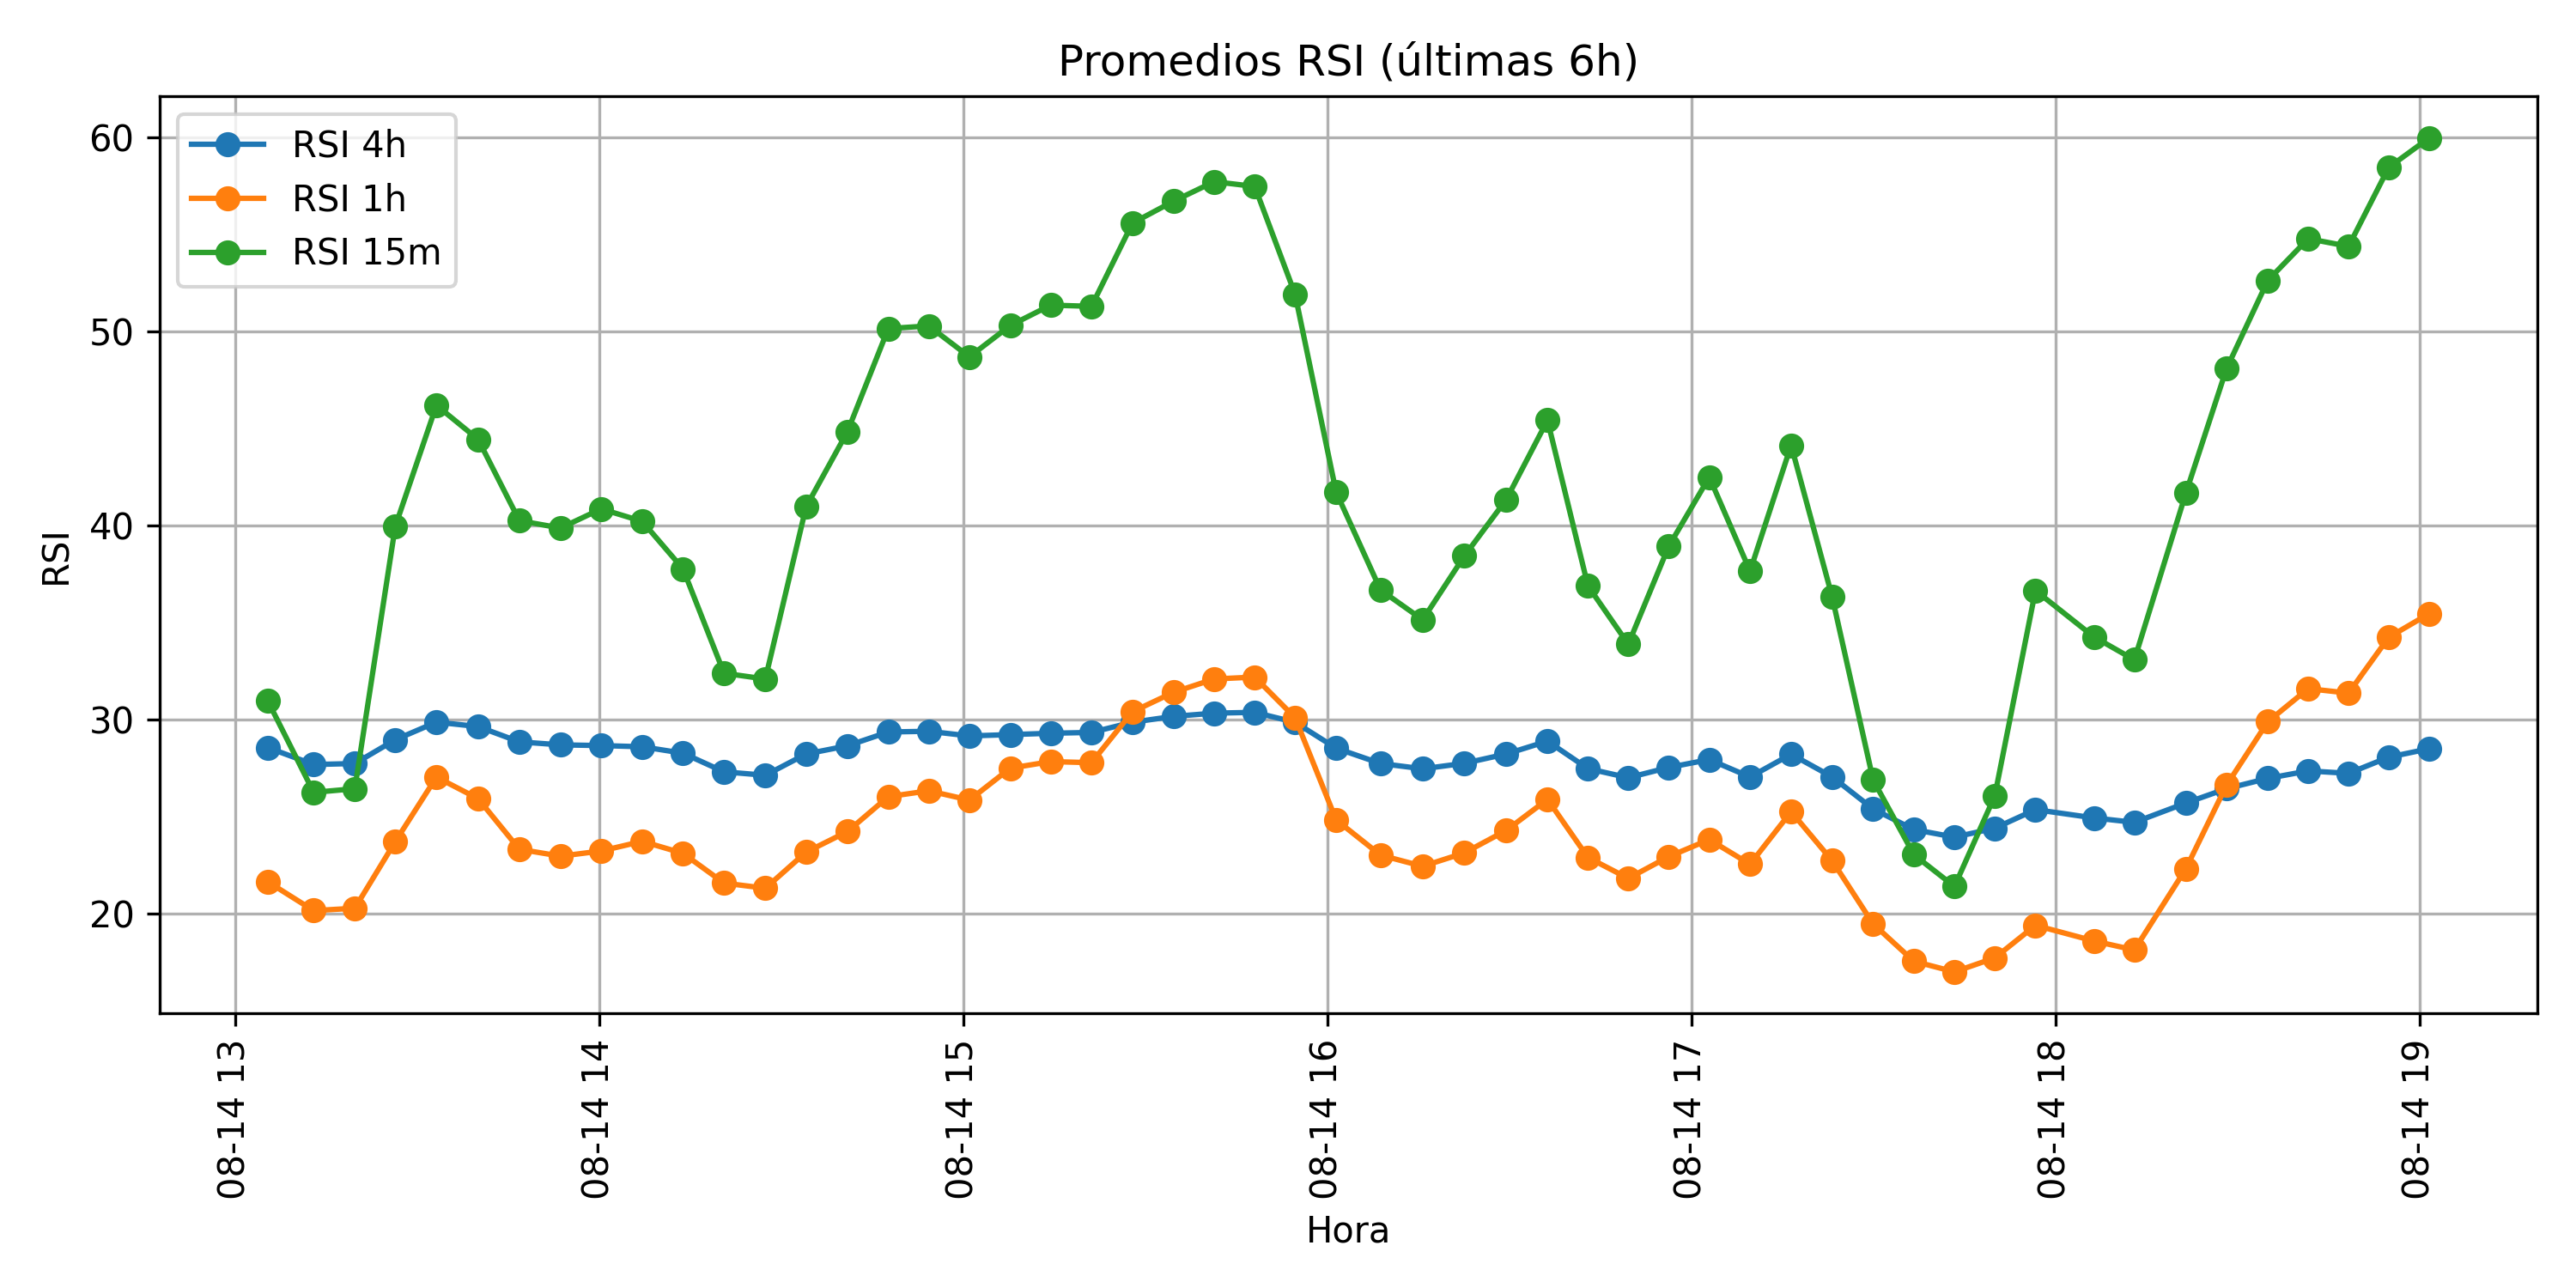 Promedios RSI (últimas 6h)
RSI 4h
RSI 1h
RSI 15m
60
50
40
30
20
RSI
08-14 13
08-14 14
08-14 15
08-14 16
08-14 17
08-14 18
08-14 19
Hora